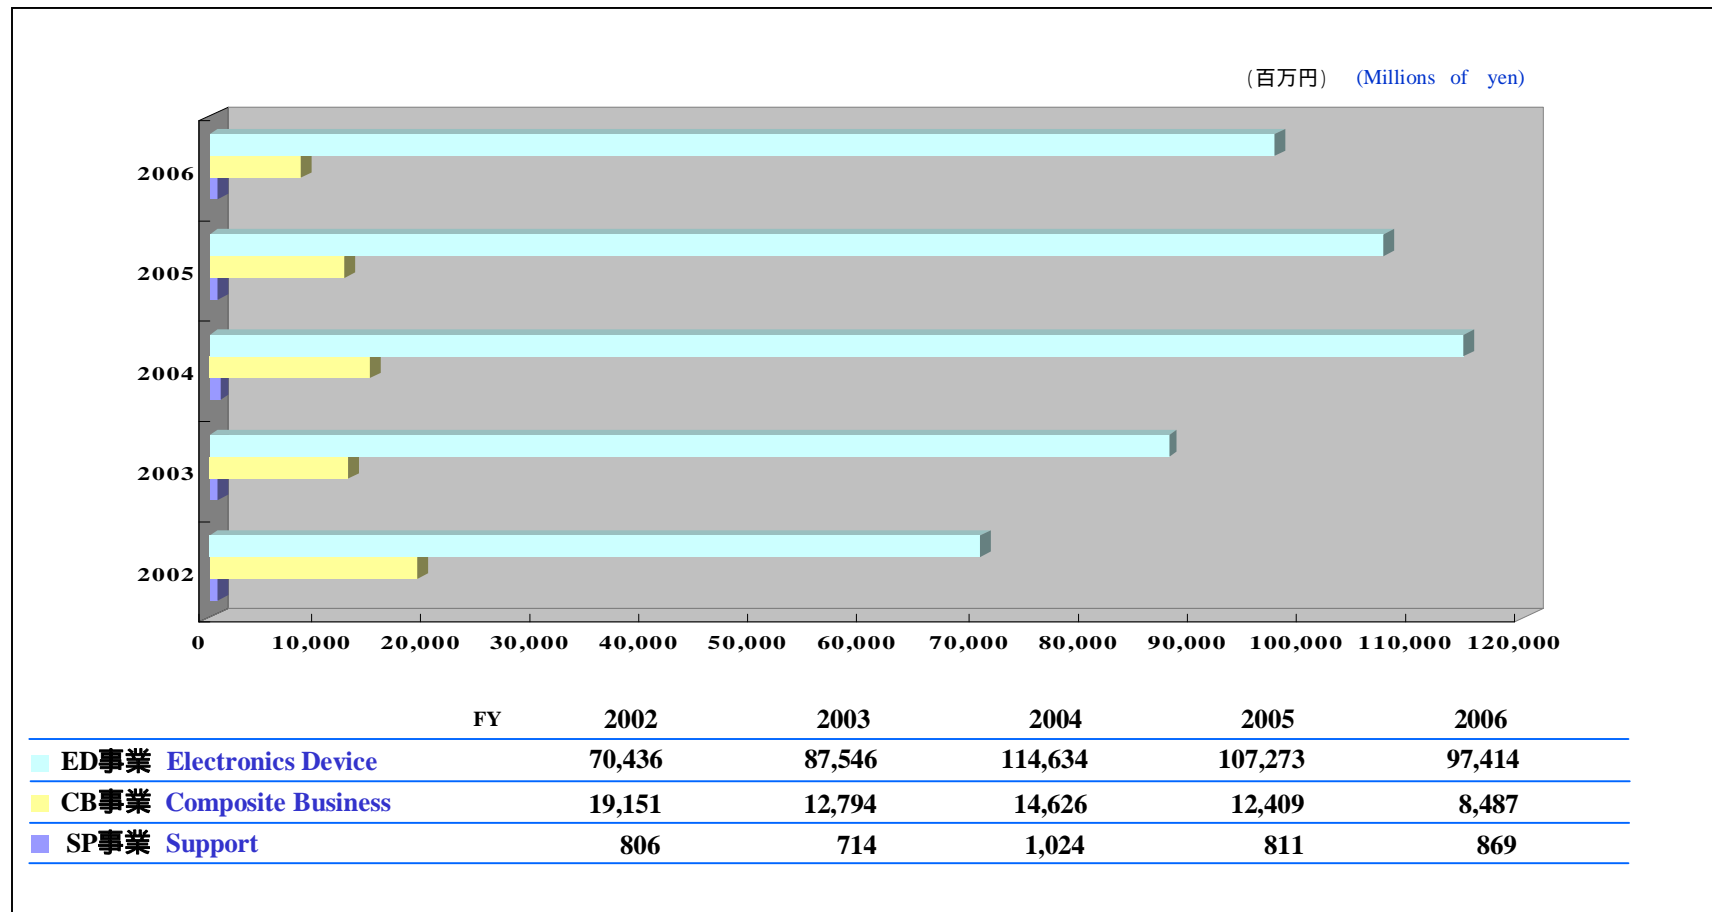 (百万円) (Millions of yen)
2006
2005
2004
2003
2002
0 10,000 20,000 30,000 40,000 50,000 60,000 70,000 80,000 90,000 100,000 110,000 120,000
FY 2002 2003 2004 2005 2006
ED事業 Electronics Device 70,436 87,546 114,634 107,273 97,414
CB事業 Composite Business 19,151 12,794 14,626 12,409 8,487
SP事業 Support 806 714 1,024 811 869